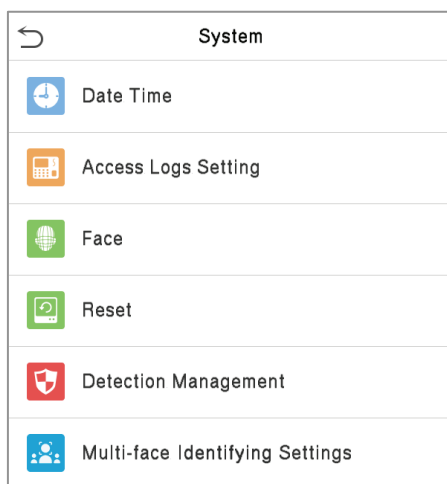 System
Date Time
Access Logs Setting
Face
Reset
Detection Management
Multi-face Identifying Settings